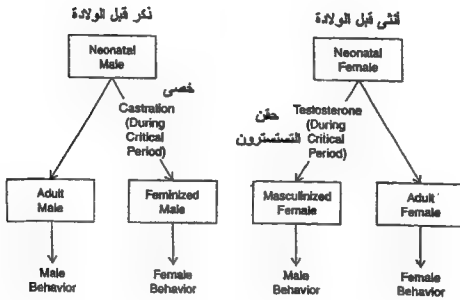 ذكر قبل الولادة
Neonatal
Male
خصى
Castration
(During
Critical
Period)
Adult
Male
Feminized
Male
Male
Behavior
Female
Behavior
أنثى قبل الولادة
Neonatal
Female
حقن
التستسترون
Testosterone
(During
Critical
Period)
Masculinized
Female
Adult
Female
Male
Behavior
Female
Behavior